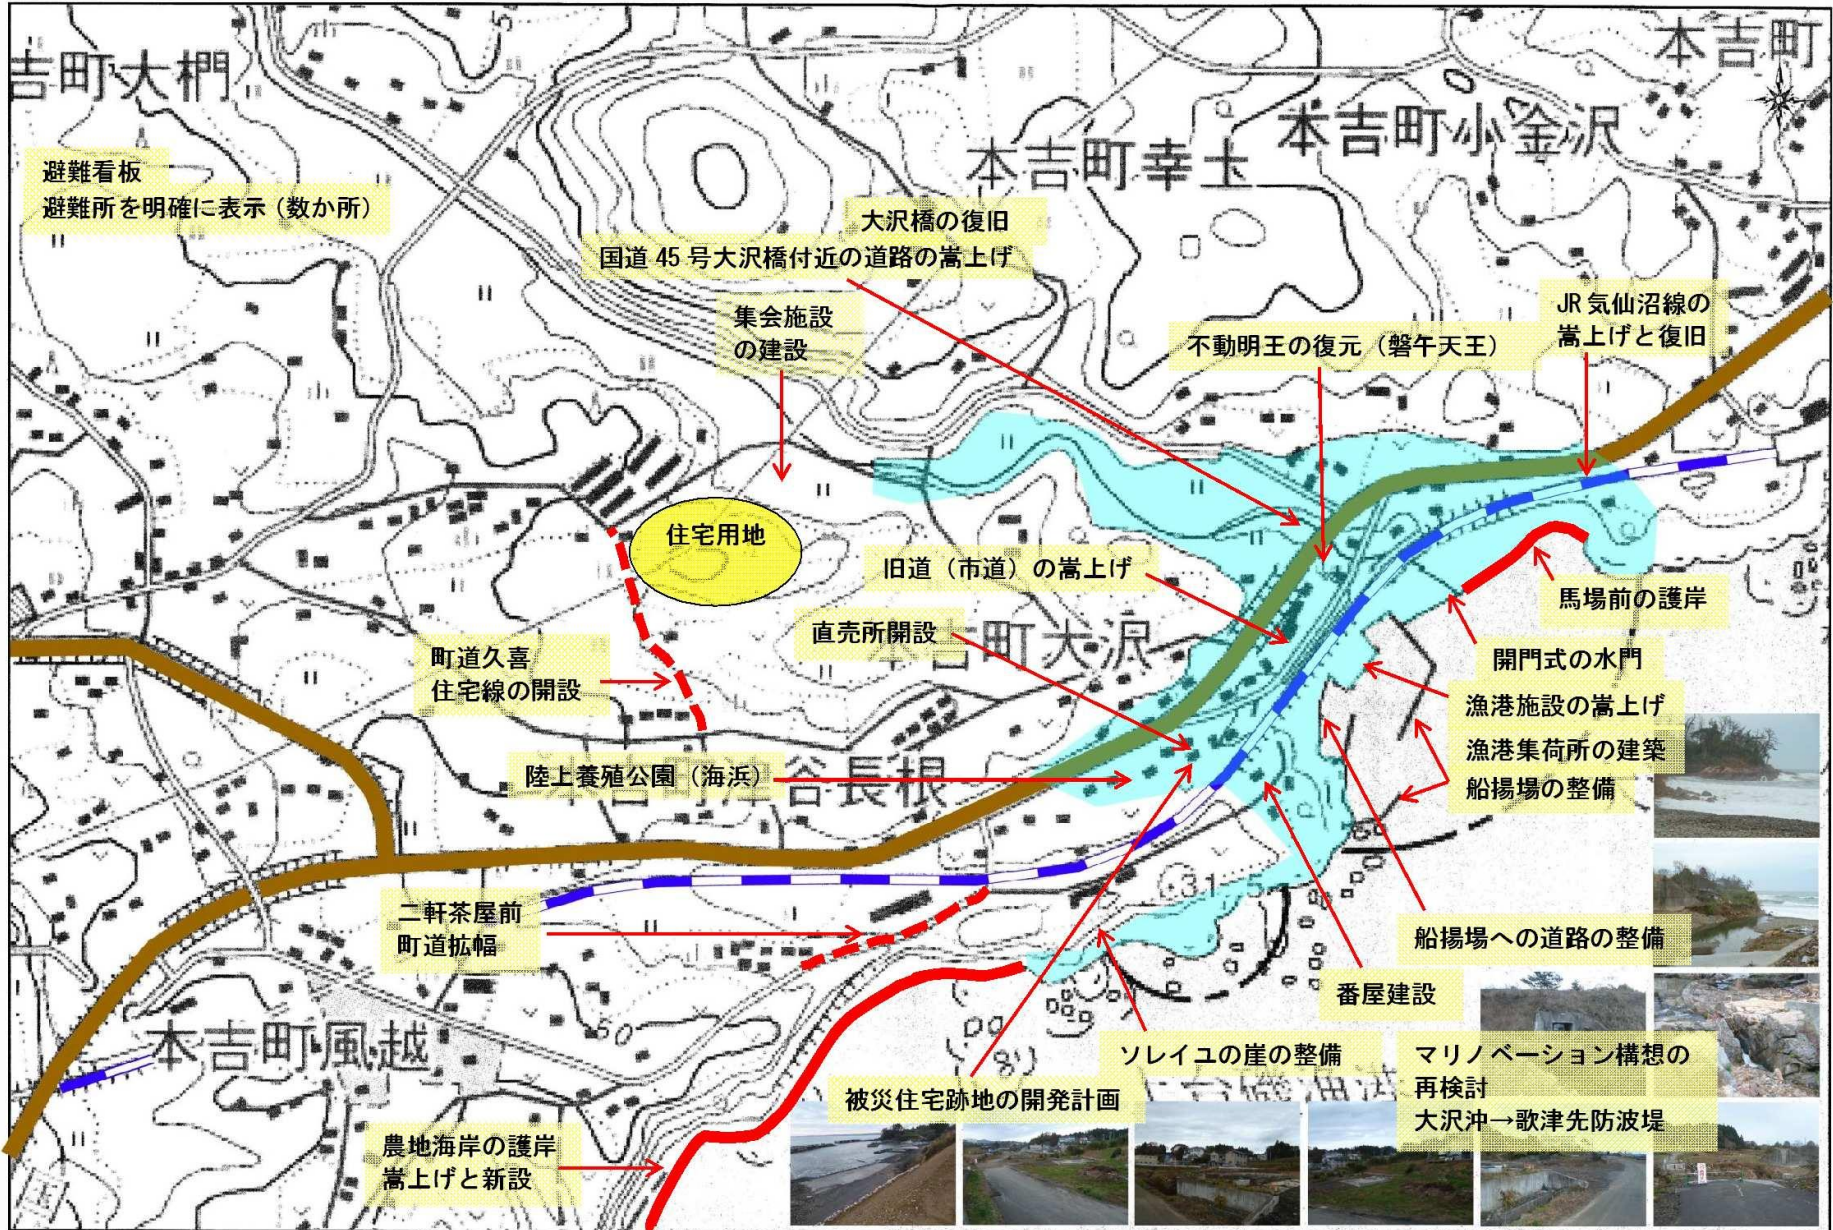 本吉町
吉町大椚
本吉町小金沢
本吉町幸土
避難看板
避難所を明確に表示（数か所）
大沢橋の復旧
国道 45 号大沢橋付近の道路の嵩上げ
集会施設
の建設
JR 気仙沼線の
嵩上げと復旧
不動明王の復元（磐午天王）
住宅用地
旧道（市道）の嵩上げ
馬場前の護岸
直売所開設
本吉町大沢
町道久喜
住宅線の開設
開門式の水門
漁港施設の嵩上げ
漁港集荷所の建築
船揚場の整備
陸上養殖公園（海浜）
本吉町津谷長根
31.5
二軒茶屋前
町道拡幅
船揚場への道路の整備
番屋建設
本吉町風越
50
ソレイユの崖の整備
マリノベーション構想の
再検討
大沢沖→歌津先防波堤
被災住宅跡地の開発計画
農地海岸の護岸
嵩上げと新設